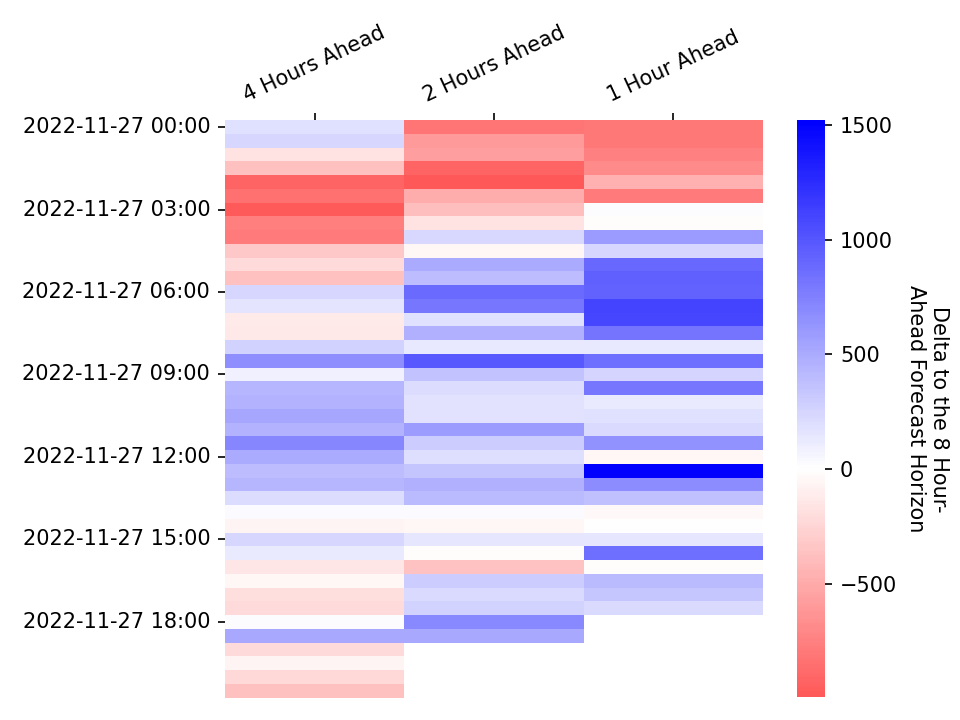 4 Hours Ahead
2 Hours Ahead
1 Hour Ahead
2022-11-27 00:00
2022-11-27 03:00
2022-11-27 06:00
2022-11-27 09:00
2022-11-27 12:00
2022-11-27 15:00
2022-11-27 18:00
1500
1000
500
0
−500
Delta to the 8 Hour-
Ahead Forecast Horizon